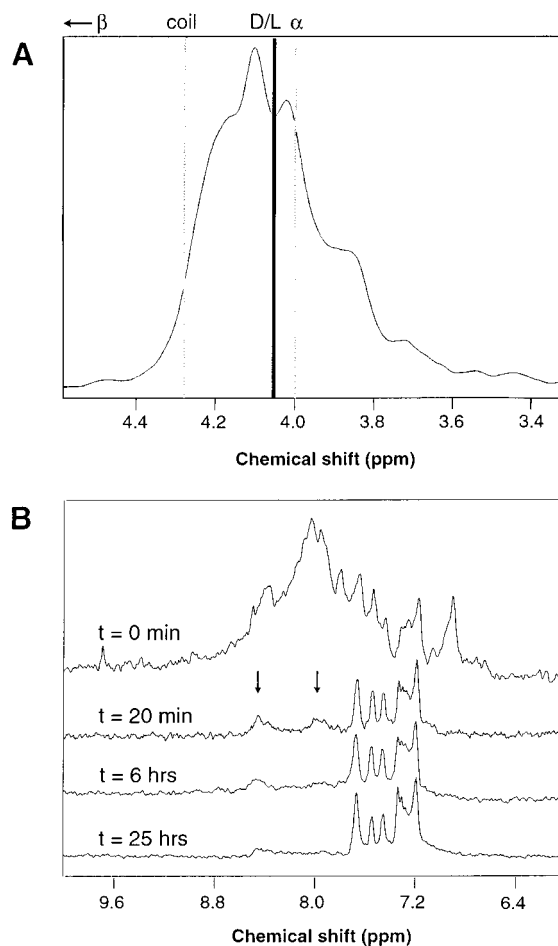 ← β coil D/L α
A
4.4 4.2 4.0 3.8 3.6 3.4
Chemical shift (ppm)
B
t = 0 min
t = 20 min
t = 6 hrs
t = 25 hrs
9.6 8.8 8.0 7.2 6.4
Chemical shift (ppm)